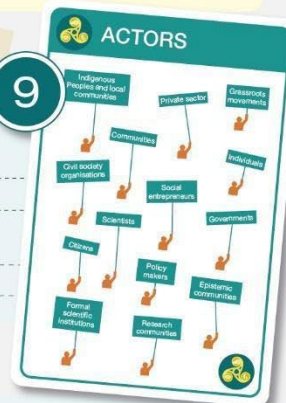 9
ACTORS
Indigenous
Peoples and local
communities
Private sector
Grassroots
movements
Communities
Individuals
Civil society
organisations
Social
entrepreneurs
Scientists
Governments
Citizens
Policy
makers
Epistemic
communities
Formal
scientific
Institutions
Research
communities